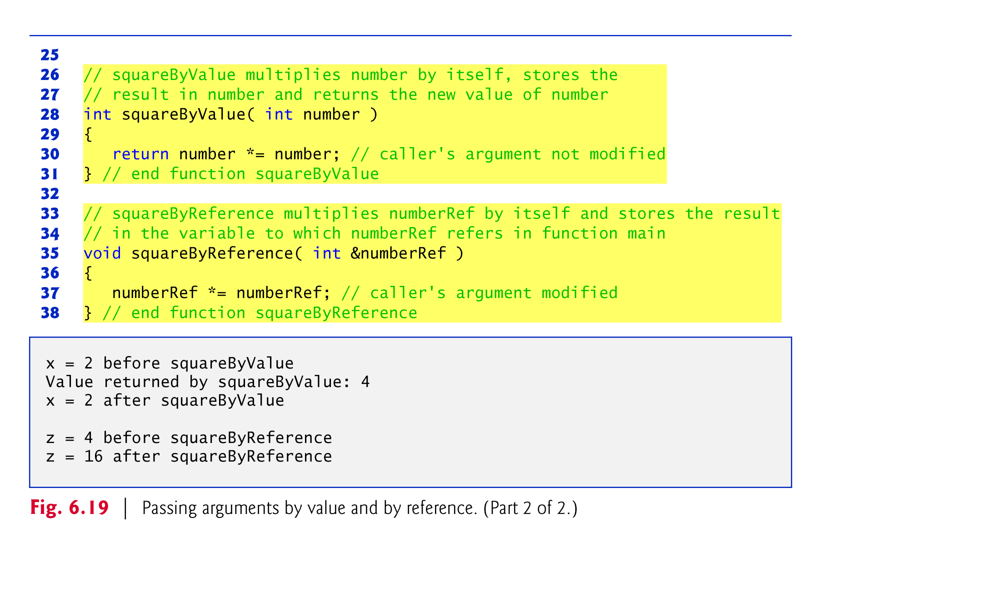 25
26 // squareByValue multiplies number by itself, stores the
27 // result in number and returns the new value of number
28 int squareByValue( int number )
29 {
30    return number *= number; // caller's argument not modified
31 } // end function squareByValue
32
33 // squareByReference multiplies numberRef by itself and stores the result
34 // in the variable to which numberRef refers in function main
35 void squareByReference( int &numberRef )
36 {
37    numberRef *= numberRef; // caller's argument modified
38 } // end function squareByReference
x = 2 before squareByValue
Value returned by squareByValue: 4
x = 2 after squareByValue
z = 4 before squareByReference
z = 16 after squareByReference
Fig. 6.19 | Passing arguments by value and by reference. (Part 2 of 2.)